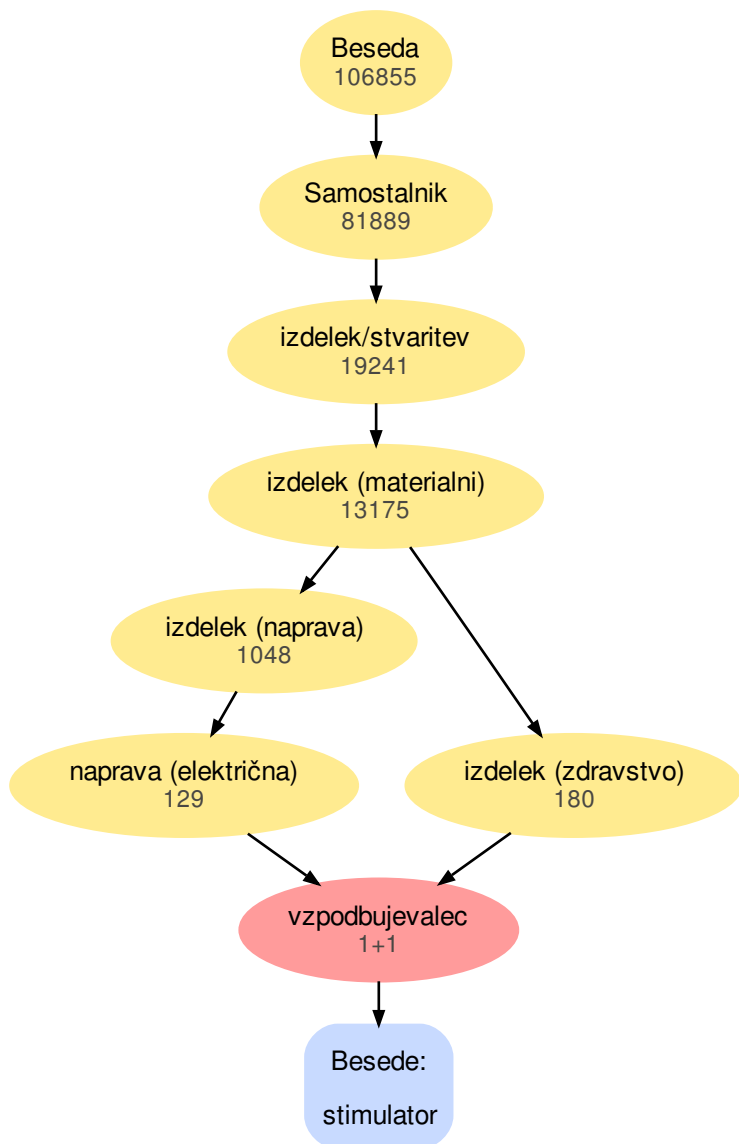 Beseda
106855
Samostalnik
81889
izdelek/stvaritev
19241
izdelek (materialni)
13175
izdelek (naprava)
1048
naprava (električna)
129
izdelek (zdravstvo)
180
vzpodbujevalec
1+1
Besede:
stimulator